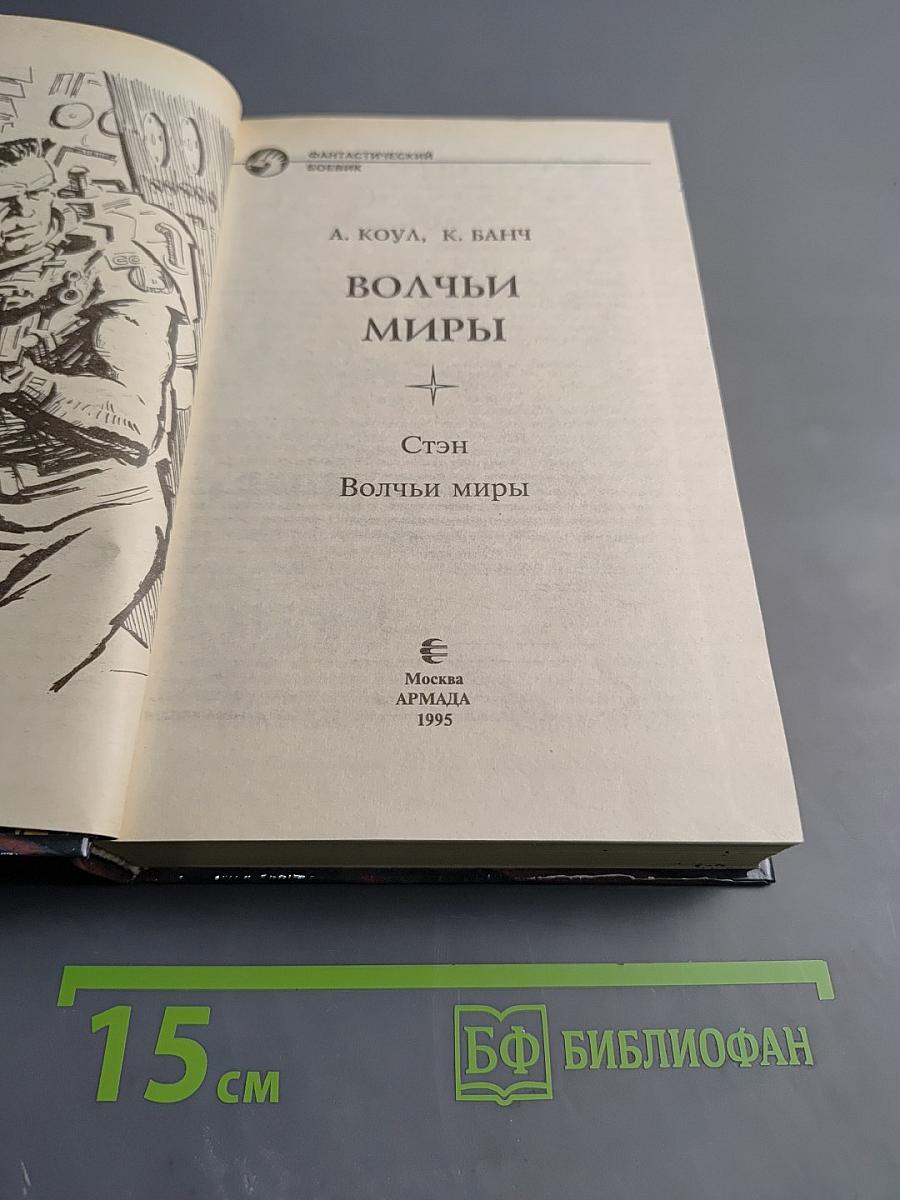 ФАНТАСТИЧЕСКИЙ
БОЕВИК
А. КОУЛ, К. БАНЧ
ВОЛЧЬИ
МИРЫ
Стэн
Волчьи миры
Москва
АРМАДА
1995
15 см
БФ БИБЛИОФАН